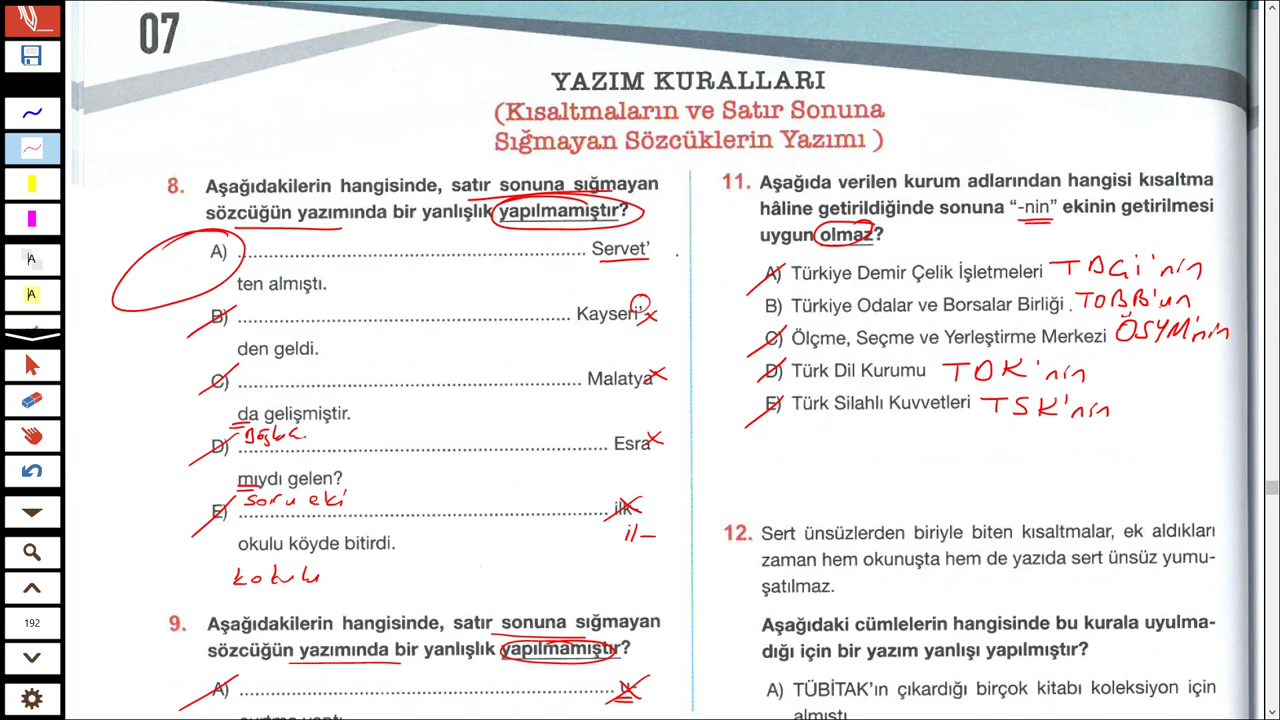 07
YAZIM KURALLARI
(Kısaltmaların ve Satır Sonuna
Sığmayan Sözcüklerin Yazımı )
8. Aşağıdakilerin hangisinde, satır sonuna sığmayan
sözcüğün yazımında bir yanlışlık yapılmamıştır?
A) ........ Servet'
ten almıştı.
B) ........ Kayseri' x
den geldi.
C) ........ Malatya x
da gelişmiştir.
Bağlaç
D) ........ Esra x
mıydı gelen?
soru eki
E) ........ ilk-
il-
okulu köyde bitirdi.
kokulu
9. Aşağıdakilerin hangisinde, satır sonuna sığmayan
sözcüğün yazımında bir yanlışlık yapılmamıştır?
A) ........
11. Aşağıda verilen kurum adlarından hangisi kısaltma
hâline getirildiğinde sonuna “-nin” ekinin getirilmesi
uygun olmaz?
A) Türkiye Demir Çelik İşletmeleri TDÇİ'nin
B) Türkiye Odalar ve Borsalar Birliği . TOBB'un
C) Ölçme, Seçme ve Yerleştirme Merkezi ÖSYM'nin
D) Türk Dil Kurumu TDK'nin
E) Türk Silahlı Kuvvetleri TSK'nin
12. Sert ünsüzlerden biriyle biten kısaltmalar, ek aldıkları
zaman hem okunuşta hem de yazıda sert ünsüz yumu-
şatılmaz.
Aşağıdaki cümlelerin hangisinde bu kurala uyulma-
dığı için bir yazım yanlışı yapılmıştır?
A) TÜBİTAK'ın çıkardığı birçok kitabı koleksiyon için
almıştı
192